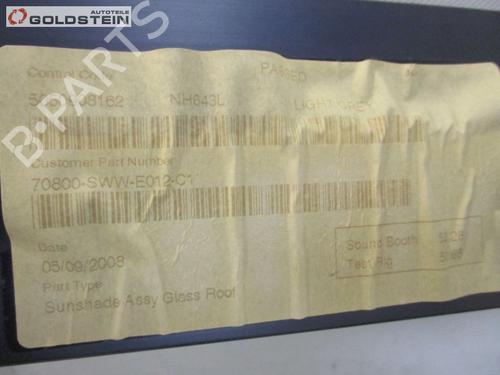 AUTOTEILE
GOLDSTEIN
B-PARTS
PASSED
NH643L LIGHT GREY
Customer Part Number
70800-SWW-E012-C1
Date
05/09/2008
Part Type
Sunshade Assy Glass Roof
Sound Booth
Test Rig